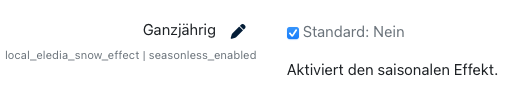 Ganzjährig
local_eledia_snow_effect | seasonless_enabled
Standard: Nein
Aktiviert den saisonalen Effekt.